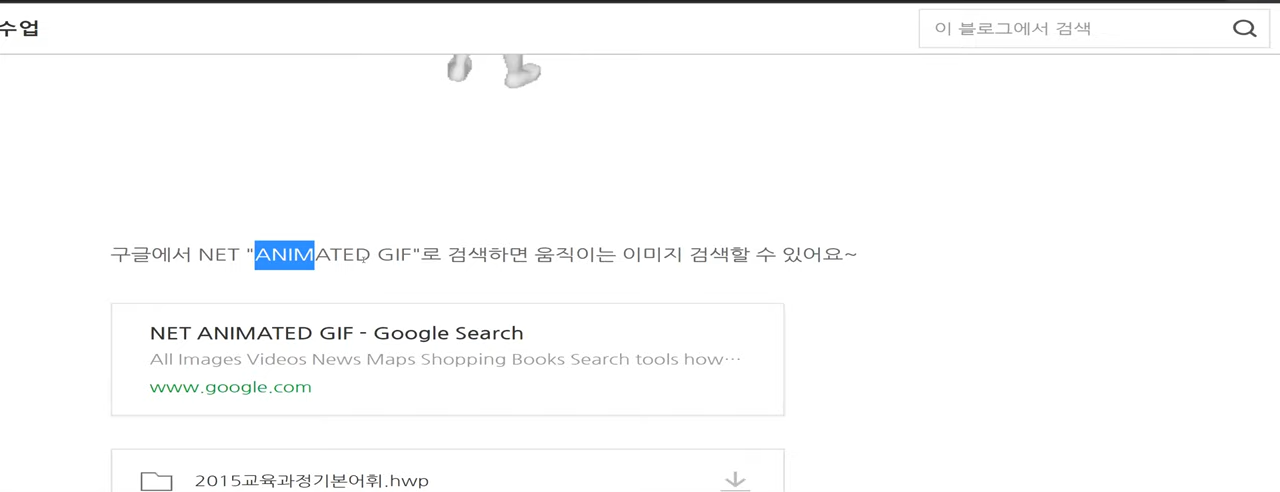 수업
이 블로그에서 검색
구글에서 NET "ANIMATED GIF"로 검색하면 움직이는 이미지 검색할 수 있어요~
NET ANIMATED GIF - Google Search
All Images Videos News Maps Shopping Books Search tools how···
www.google.com
2015교육과정기본어휘.hwp